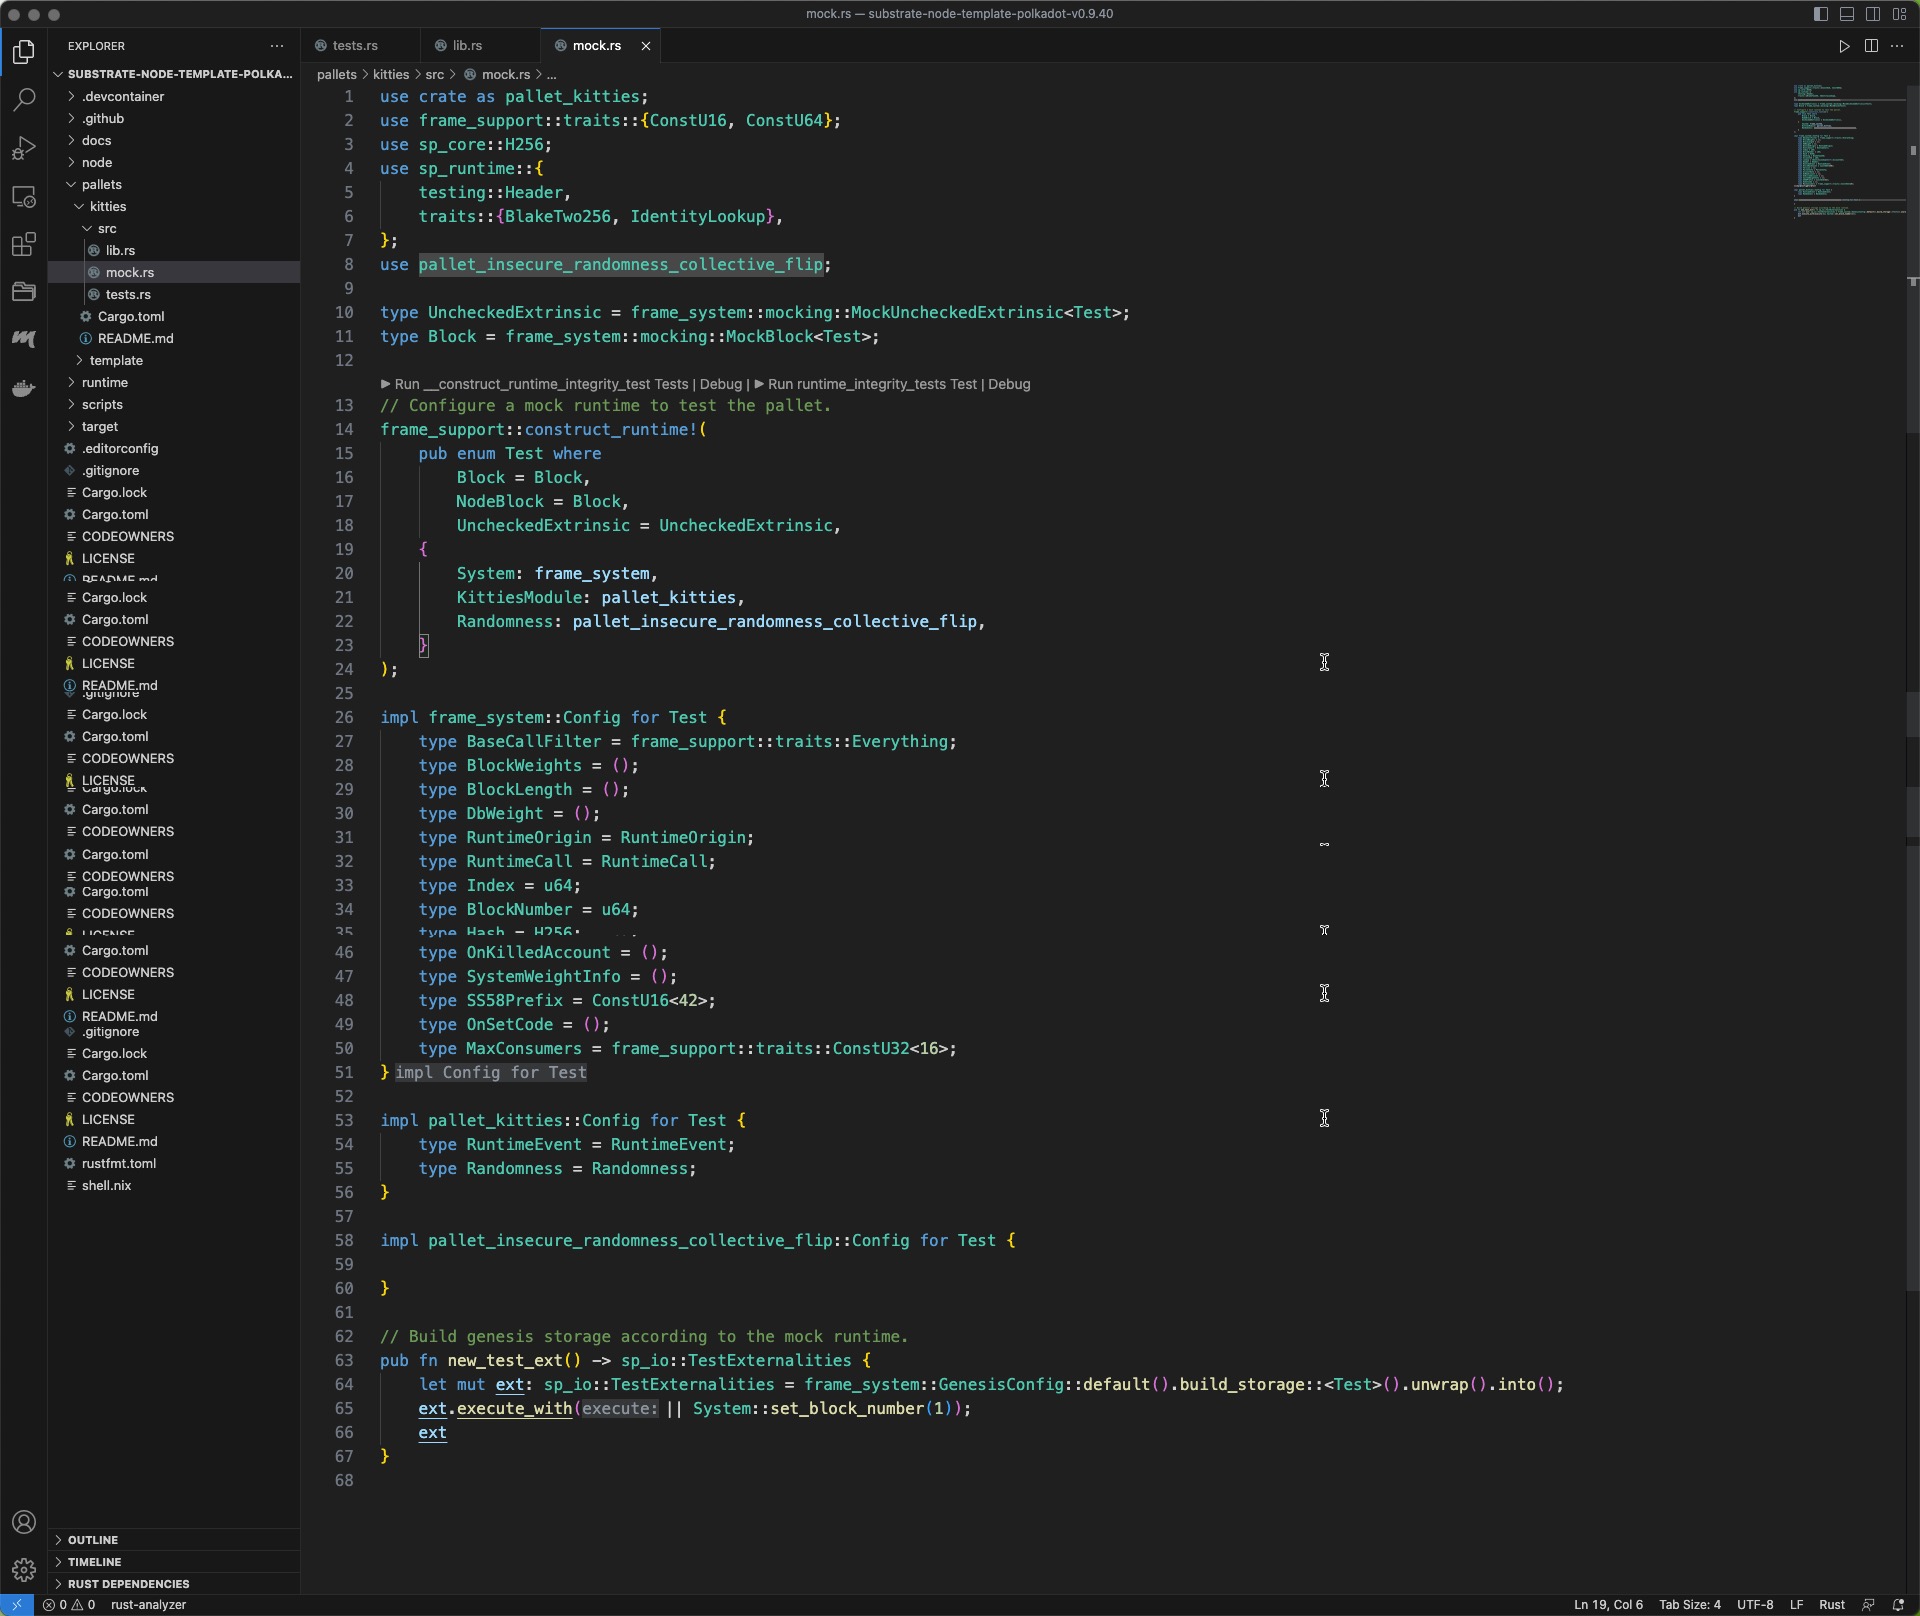 mock.rs — substrate-node-template-polkadot-v0.9.40
EXPLORER
SUBSTRATE-NODE-TEMPLATE-POLKA...
.devcontainer
.github
docs
node
pallets
kitties
src
lib.rs
mock.rs
tests.rs
Cargo.toml
README.md
template
runtime
scripts
target
.editorconfig
.gitignore
Cargo.lock
Cargo.toml
CODEOWNERS
LICENSE
README.md
Cargo.lock
Cargo.toml
CODEOWNERS
LICENSE
README.md
.gitignore
Cargo.lock
Cargo.toml
CODEOWNERS
LICENSE
Cargo.lock
Cargo.toml
CODEOWNERS
Cargo.toml
CODEOWNERS
Cargo.toml
CODEOWNERS
LICENSE
Cargo.toml
CODEOWNERS
LICENSE
README.md
.gitignore
Cargo.lock
Cargo.toml
CODEOWNERS
LICENSE
README.md
rustfmt.toml
shell.nix
OUTLINE
TIMELINE
RUST DEPENDENCIES
tests.rs lib.rs mock.rs
pallets > kitties > src > mock.rs > ...
1 use crate as pallet_kitties;
2 use frame_support::traits::{ConstU16, ConstU64};
3 use sp_core::H256;
4 use sp_runtime::{
5 testing::Header,
6 traits::{BlakeTwo256, IdentityLookup},
7 };
8 use pallet_insecure_randomness_collective_flip;
9
10 type UncheckedExtrinsic = frame_system::mocking::MockUncheckedExtrinsic<Test>;
11 type Block = frame_system::mocking::MockBlock<Test>;
12
▶ Run __construct_runtime_integrity_test Tests | Debug | ▶ Run runtime_integrity_tests Test | Debug
13 // Configure a mock runtime to test the pallet.
14 frame_support::construct_runtime!(
15 pub enum Test where
16 Block = Block,
17 NodeBlock = Block,
18 UncheckedExtrinsic = UncheckedExtrinsic,
19 {
20 System: frame_system,
21 KittiesModule: pallet_kitties,
22 Randomness: pallet_insecure_randomness_collective_flip,
23 }
24 );
25
26 impl frame_system::Config for Test {
27 type BaseCallFilter = frame_support::traits::Everything;
28 type BlockWeights = ();
29 type BlockLength = ();
30 type DbWeight = ();
31 type RuntimeOrigin = RuntimeOrigin;
32 type RuntimeCall = RuntimeCall;
33 type Index = u64;
34 type BlockNumber = u64;
35 type Hash = H256;
46 type OnKilledAccount = ();
47 type SystemWeightInfo = ();
48 type SS58Prefix = ConstU16<42>;
49 type OnSetCode = ();
50 type MaxConsumers = frame_support::traits::ConstU32<16>;
51 } impl Config for Test
52
53 impl pallet_kitties::Config for Test {
54 type RuntimeEvent = RuntimeEvent;
55 type Randomness = Randomness;
56 }
57
58 impl pallet_insecure_randomness_collective_flip::Config for Test {
59
60 }
61
62 // Build genesis storage according to the mock runtime.
63 pub fn new_test_ext() -> sp_io::TestExternalities {
64 let mut ext: sp_io::TestExternalities = frame_system::GenesisConfig::default().build_storage::<Test>().unwrap().into();
65 ext.execute_with(execute: || System::set_block_number(1));
66 ext
67 }
68
0 0 rust-analyzer
Ln 19, Col 6 Tab Size: 4 UTF-8 LF Rust